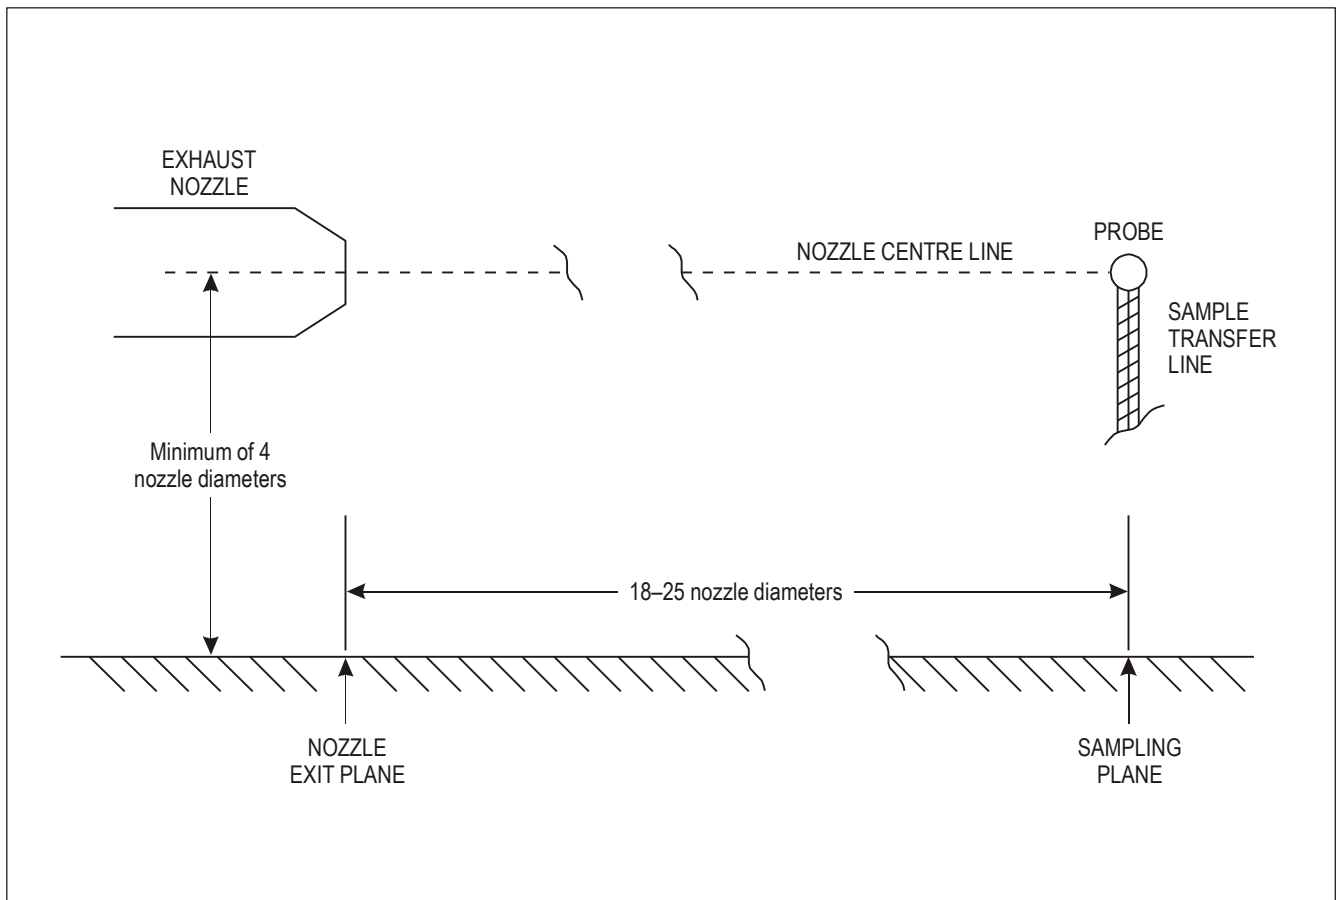 EXHAUST
NOZZLE
PROBE
NOZZLE CENTRE LINE
SAMPLE
TRANSFER
LINE
Minimum of 4
nozzle diameters
18–25 nozzle diameters
NOZZLE
EXIT PLANE
SAMPLING
PLANE